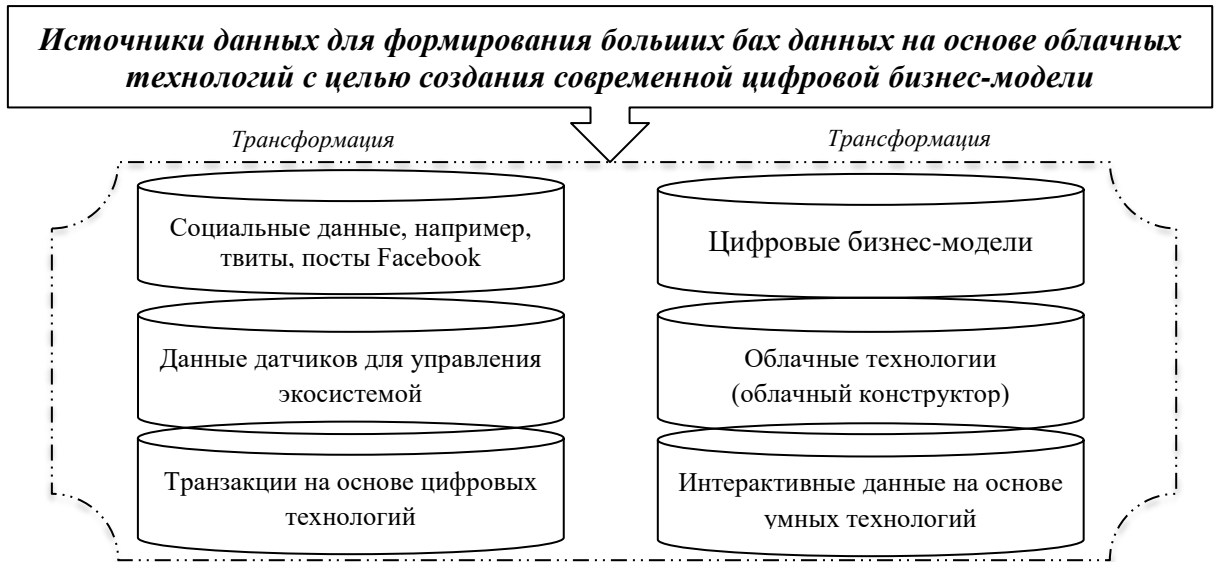 Источники данных для формирования больших бах данных на основе облачных
технологий с целью создания современной цифровой бизнес-модели
Трансформация
Трансформация
Социальные данные, например,
твиты, посты Facebook
Цифровые бизнес-модели
Данные датчиков для управления
экосистемой
Облачные технологии
(облачный конструктор)
Транзакции на основе цифровых
технологий
Интерактивные данные на основе
умных технологий